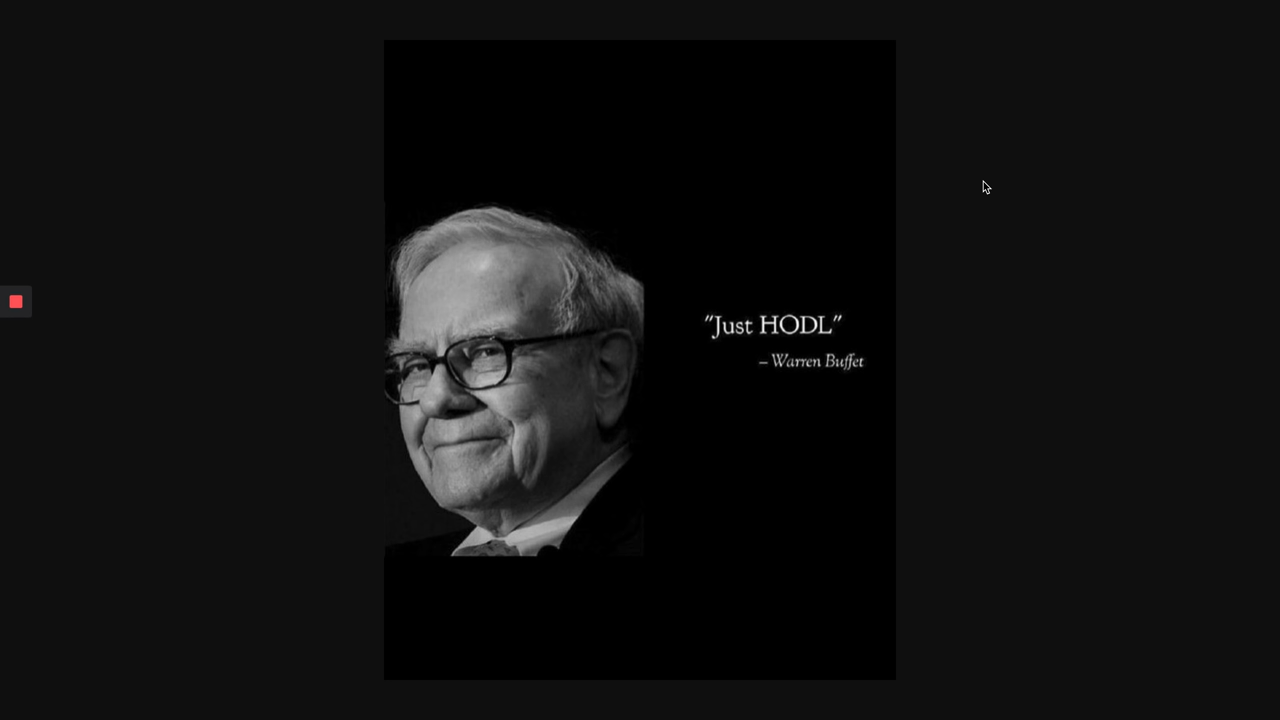 "Just HODL"
– Warren Buffet